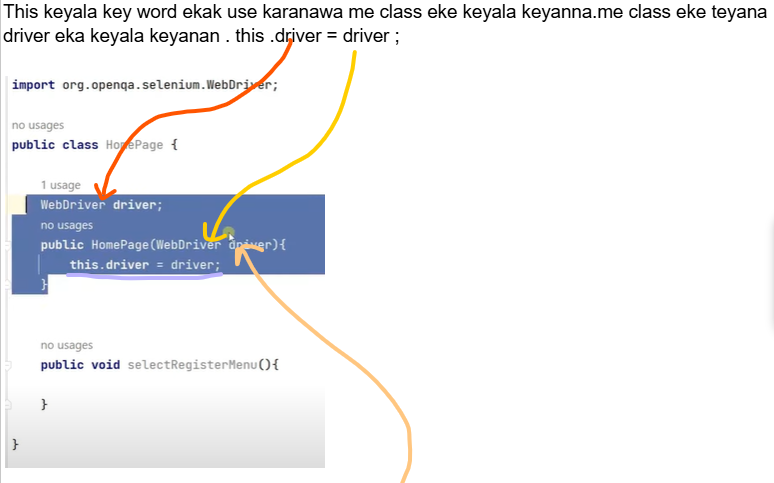 This keyala key word ekak use karanawa me class eke keyala keyanna.me class eke teyana
driver eka keyala keyanan . this .driver = driver ;
import org.openqa.selenium.WebDriver;
no usages
public class HomePage {
1 usage
WebDriver driver;
no usages
public HomePage(WebDriver driver){
this.driver = driver;
}
no usages
public void selectRegisterMenu(){
}
}